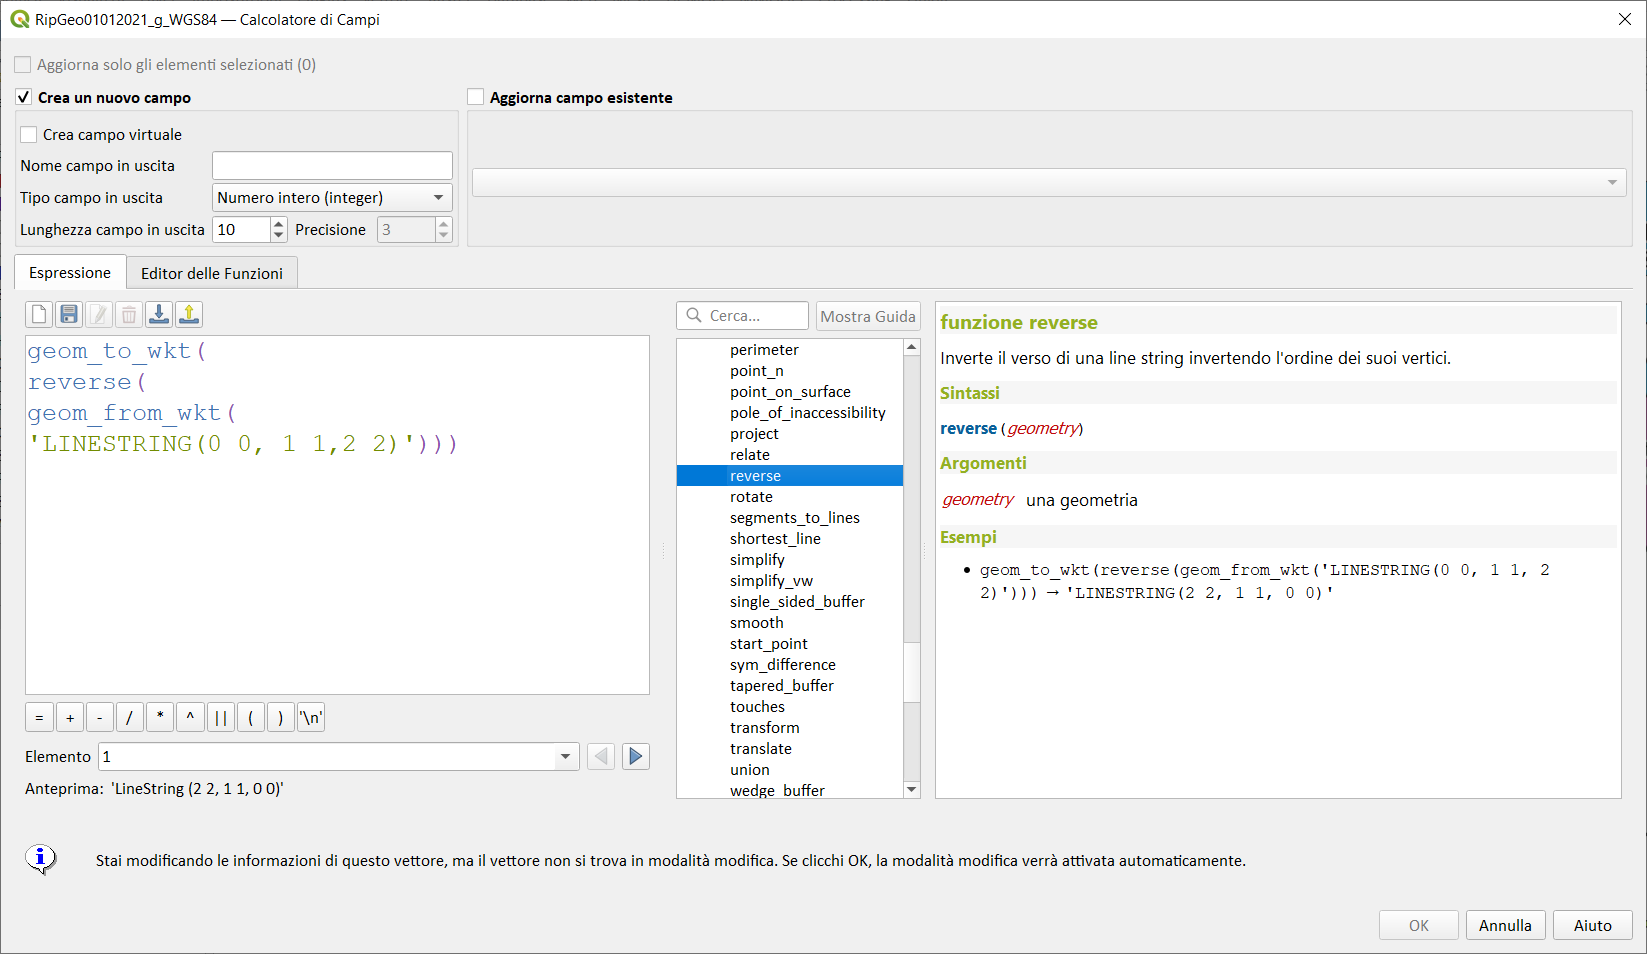 RipGeo01012021_g_WGS84 — Calcolatore di Campi
Aggiorna solo gli elementi selezionati (0)
Crea un nuovo campo
Aggiorna campo esistente
Crea campo virtuale
Nome campo in uscita
Tipo campo in uscita
Numero intero (integer)
Lunghezza campo in uscita
10
Precisione
3
Espressione
Editor delle Funzioni
geom_to_wkt(
reverse(
geom_from_wkt(
'LINESTRING(0 0, 1 1,2 2)')))
= + - / * ^ || ( ) '\n'
Elemento
1
Anteprima: 'LineString (2 2, 1 1, 0 0)'
Cerca...
Mostra Guida
perimeter
point_n
point_on_surface
pole_of_inaccessibility
project
relate
reverse
rotate
segments_to_lines
shortest_line
simplify
simplify_vw
single_sided_buffer
smooth
start_point
sym_difference
tapered_buffer
touches
transform
translate
union
wedge_buffer
funzione reverse
Inverte il verso di una line string invertendo l'ordine dei suoi vertici.
Sintassi
reverse(geometry)
Argomenti
geometry una geometria
Esempi
• geom_to_wkt(reverse(geom_from_wkt('LINESTRING(0 0, 1 1, 2
2)'))) → 'LINESTRING(2 2, 1 1, 0 0)'
Stai modificando le informazioni di questo vettore, ma il vettore non si trova in modalità modifica. Se clicchi OK, la modalità modifica verrà attivata automaticamente.
OK
Annulla
Aiuto